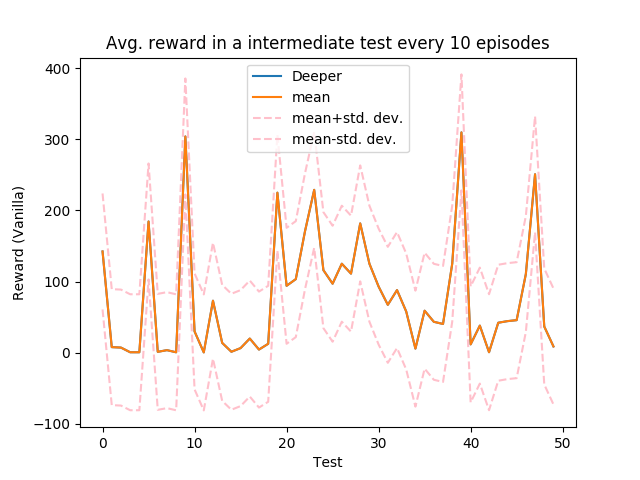 Avg. reward in a intermediate test every 10 episodes
Deeper
mean
mean+std. dev.
mean-std. dev.
Reward (Vanilla)
400
300
200
100
0
−100
0 10 20 30 40 50
Test